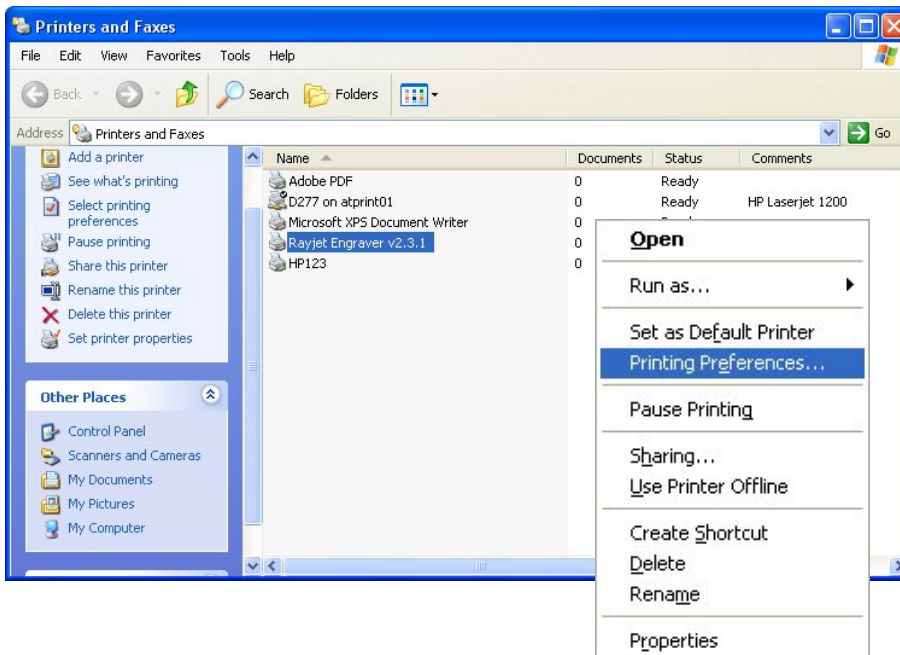 Printers and Faxes
File Edit View Favorites Tools Help
Back Search Folders
Address Printers and Faxes Go
Add a printer
See what's printing
Select printing
preferences
Pause printing
Share this printer
Rename this printer
Delete this printer
Set printer properties
Other Places
Control Panel
Scanners and Cameras
My Documents
My Pictures
My Computer
Name Documents Status Comments
Adobe PDF 0 Ready
D277 on atprint01 0 Ready HP Laserjet 1200
Microsoft XPS Document Writer 0
Rayjet Engraver v2.3.1 0
HP123 0
Open
Run as...
Set as Default Printer
Printing Preferences...
Pause Printing
Sharing...
Use Printer Offline
Create Shortcut
Delete
Rename
Properties